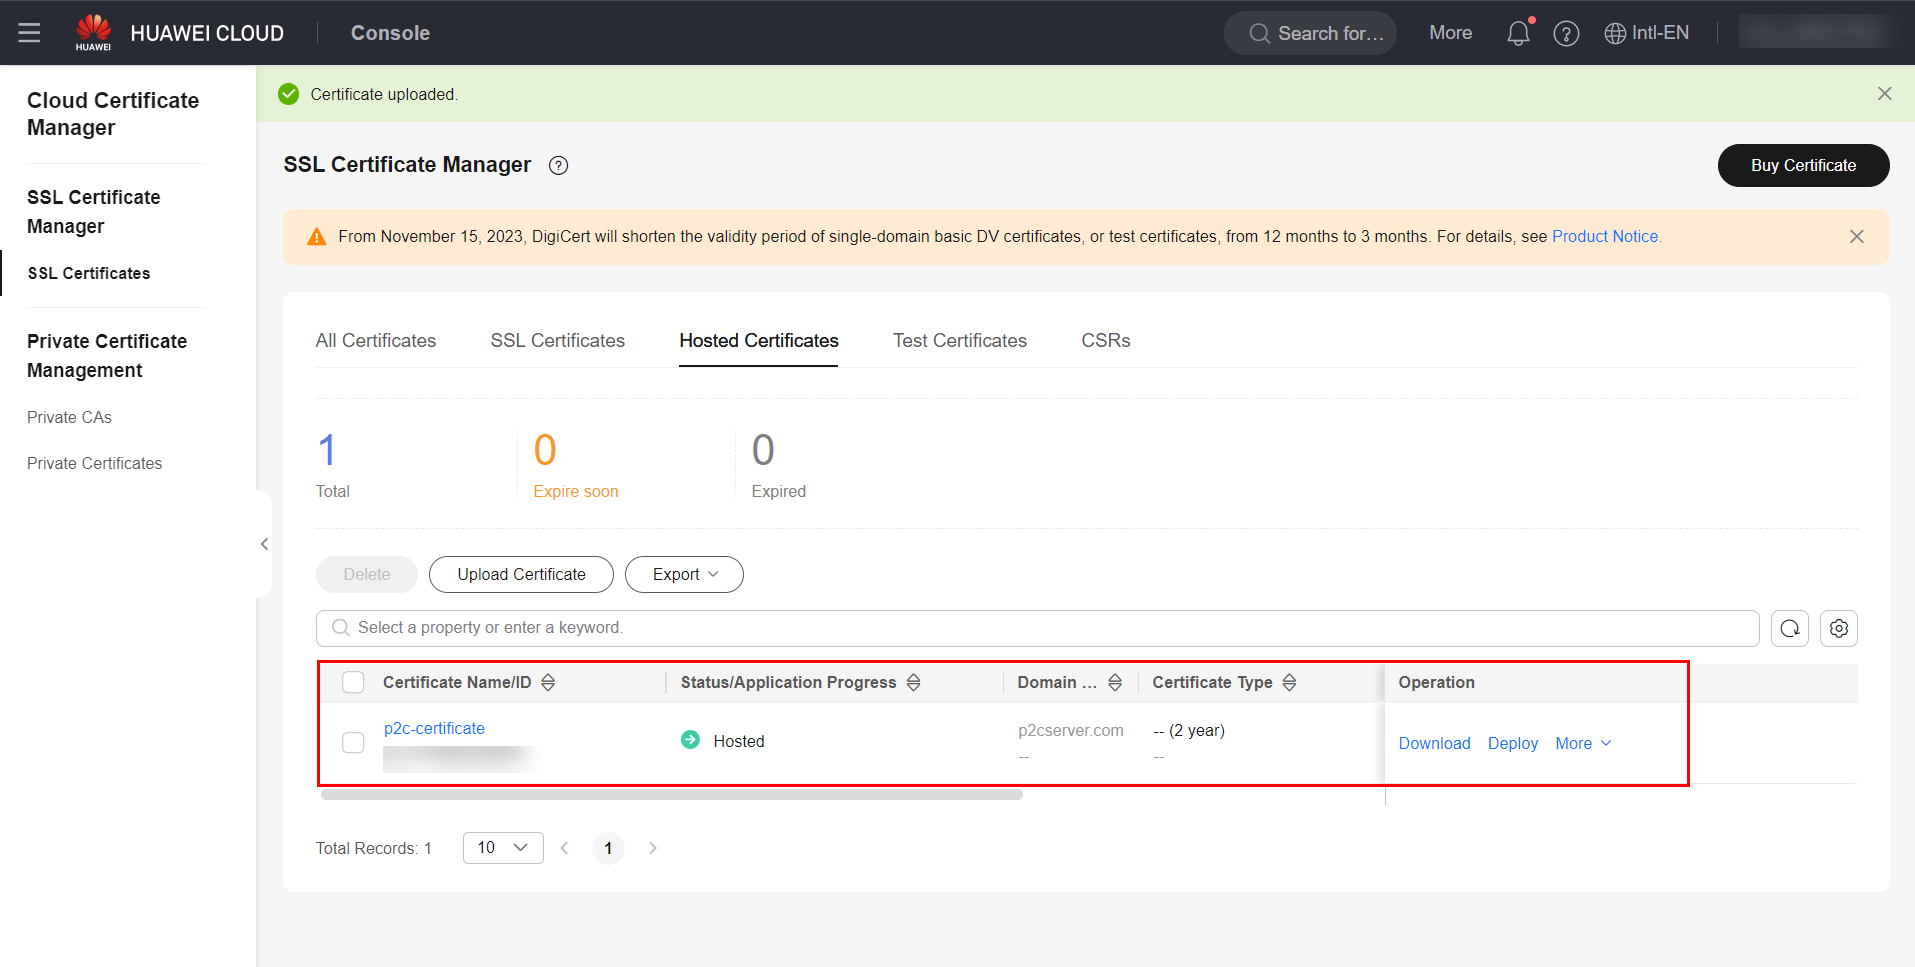 HUAWEI
HUAWEI CLOUD
Console
Search for...
More
Intl-EN
Cloud Certificate
Manager
SSL Certificate
Manager
SSL Certificates
Private Certificate
Management
Private CAs
Private Certificates
Certificate uploaded.
SSL Certificate Manager ?
Buy Certificate
From November 15, 2023, DigiCert will shorten the validity period of single-domain basic DV certificates, or test certificates, from 12 months to 3 months. For details, see Product Notice.
All Certificates SSL Certificates Hosted Certificates Test Certificates CSRs
1 0 0
Total Expire soon Expired
Delete Upload Certificate Export
Select a property or enter a keyword.
Certificate Name/ID Status/Application Progress Domain ... Certificate Type Operation
p2c-certificate Hosted p2cserver.com -- (2 year) Download Deploy More
-- --
Total Records: 1 10 1